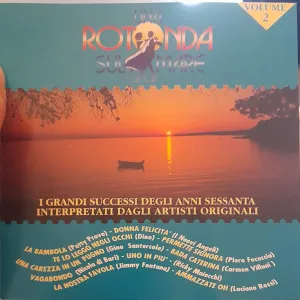 UNA
ROTONDA
SUL MARE
VOLUME
2
I GRANDI SUCCESSI DEGLI ANNI SESSANTA
INTERPRETATI DAGLI ARTISTI ORIGINALI
LA BAMBOLA (Patty Pravo) - DONNA FELICITA' (I Nuovi Angeli)
TE LO LEGGO NEGLI OCCHI (Dino) - PERMETTE SIGNORA (Piero Focaccia)
UNA CAREZZA IN UN PUGNO (Gino Santercole) - BADA CATERINA (Carmen Villani)
VAGABONDO (Nicola di Bari) - UNO IN PIU' (Ricky Maiocchi)
LA NOSTRA FAVOLA (Jimmy Fontana) - AMMAZZATE OH (Luciano Rossi)